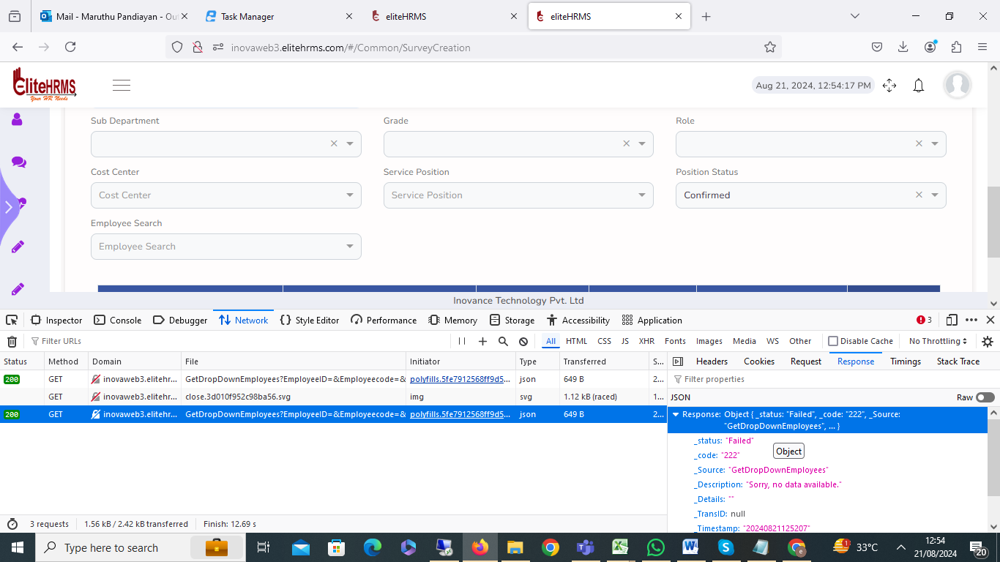 Mail - Maruthu Pandiayan - Ou
Task Manager
eliteHRMS
eliteHRMS
inovaweb3.elitehrms.com/#/Common/SurveyCreation
EliteHRMS
Your HR Needs
Aug 21, 2024, 12:54:17 PM
Sub Department
Grade
Role
Cost Center
Service Position
Position Status
Cost Center
Service Position
Confirmed
Employee Search
Employee Search
Inovance Technology Pvt. Ltd
Inspector
Console
Debugger
Network
Style Editor
Performance
Memory
Storage
Accessibility
Application
3
Filter URLs
All
HTML
CSS
JS
XHR
Fonts
Images
Media
WS
Other
Disable Cache
No Throttling
Status
Method
Domain
File
Initiator
Type
Transferred
S...
Headers
Cookies
Request
Response
Timings
Stack Trace
200 GET inovaweb3.elitehr... GetDropDownEmployees?EmployeeID=&Employeecode=& polyfills.5fe7912568ff9d5... json 649 B 2...
GET inovaweb3.elitehr... close.3d010f952c98ba56.svg img svg 1.12 kB (raced) 1...
200 GET inovaweb3.elitehr... GetDropDownEmployees?EmployeeID=&Employeecode=& polyfills.5fe7912568ff9d5... json 649 B 2...
Filter properties
JSON
Raw
Response: Object { _status: "Failed", _code: "222", _Source:
"GetDropDownEmployees", ... }
_status: "Failed"
Object
_code: "222"
_Source: "GetDropDownEmployees"
_Description: "Sorry, no data available."
_Details: ""
_TransID: null
_Timestamp: "20240821125207"
3 requests
1.56 kB / 2.42 kB transferred
Finish: 12.69 s
Type here to search
1
33°C
12:54
21/08/2024
20